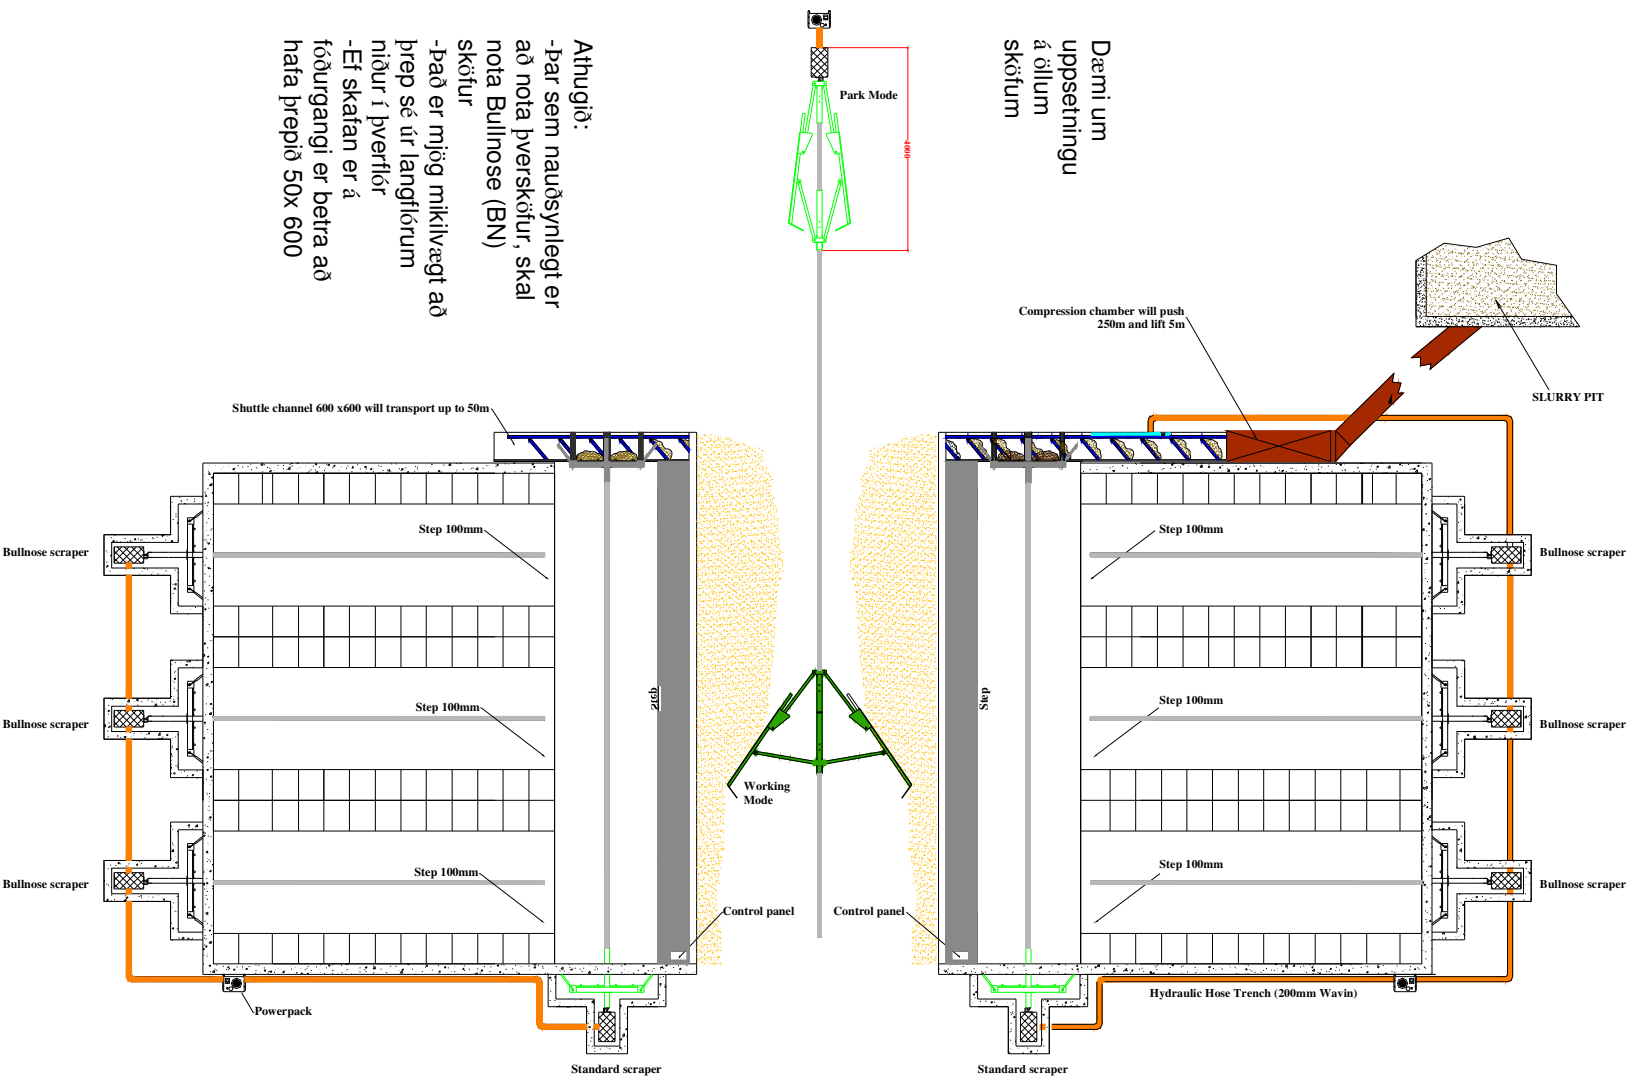 Dæmi um
uppsetningu
á öllum
sköfum
Athugið:
-Þar sem nauðsynlegt er
að nota þversköfur, skal
nota Bullnose (BN)
sköfur
-Það er mjög mikilvægt að
þrep sé úr langflórum
niður í þverflór
-Ef skafan er á
fóðurgangi er betra að
hafa þrepið 50x 600
Park Mode
4000
Compression chamber will push
250m and lift 5m
SLURRY PIT
Shuttle channel 600 x600 will transport up to 50m
Step 100mm
Step 100mm
Bullnose scraper
Bullnose scraper
Step
Step
Step 100mm
Step 100mm
Bullnose scraper
Bullnose scraper
Working
Mode
Step 100mm
Step 100mm
Bullnose scraper
Bullnose scraper
Control panel
Control panel
Powerpack
Hydraulic Hose Trench (200mm Wavin)
Standard scraper
Standard scraper